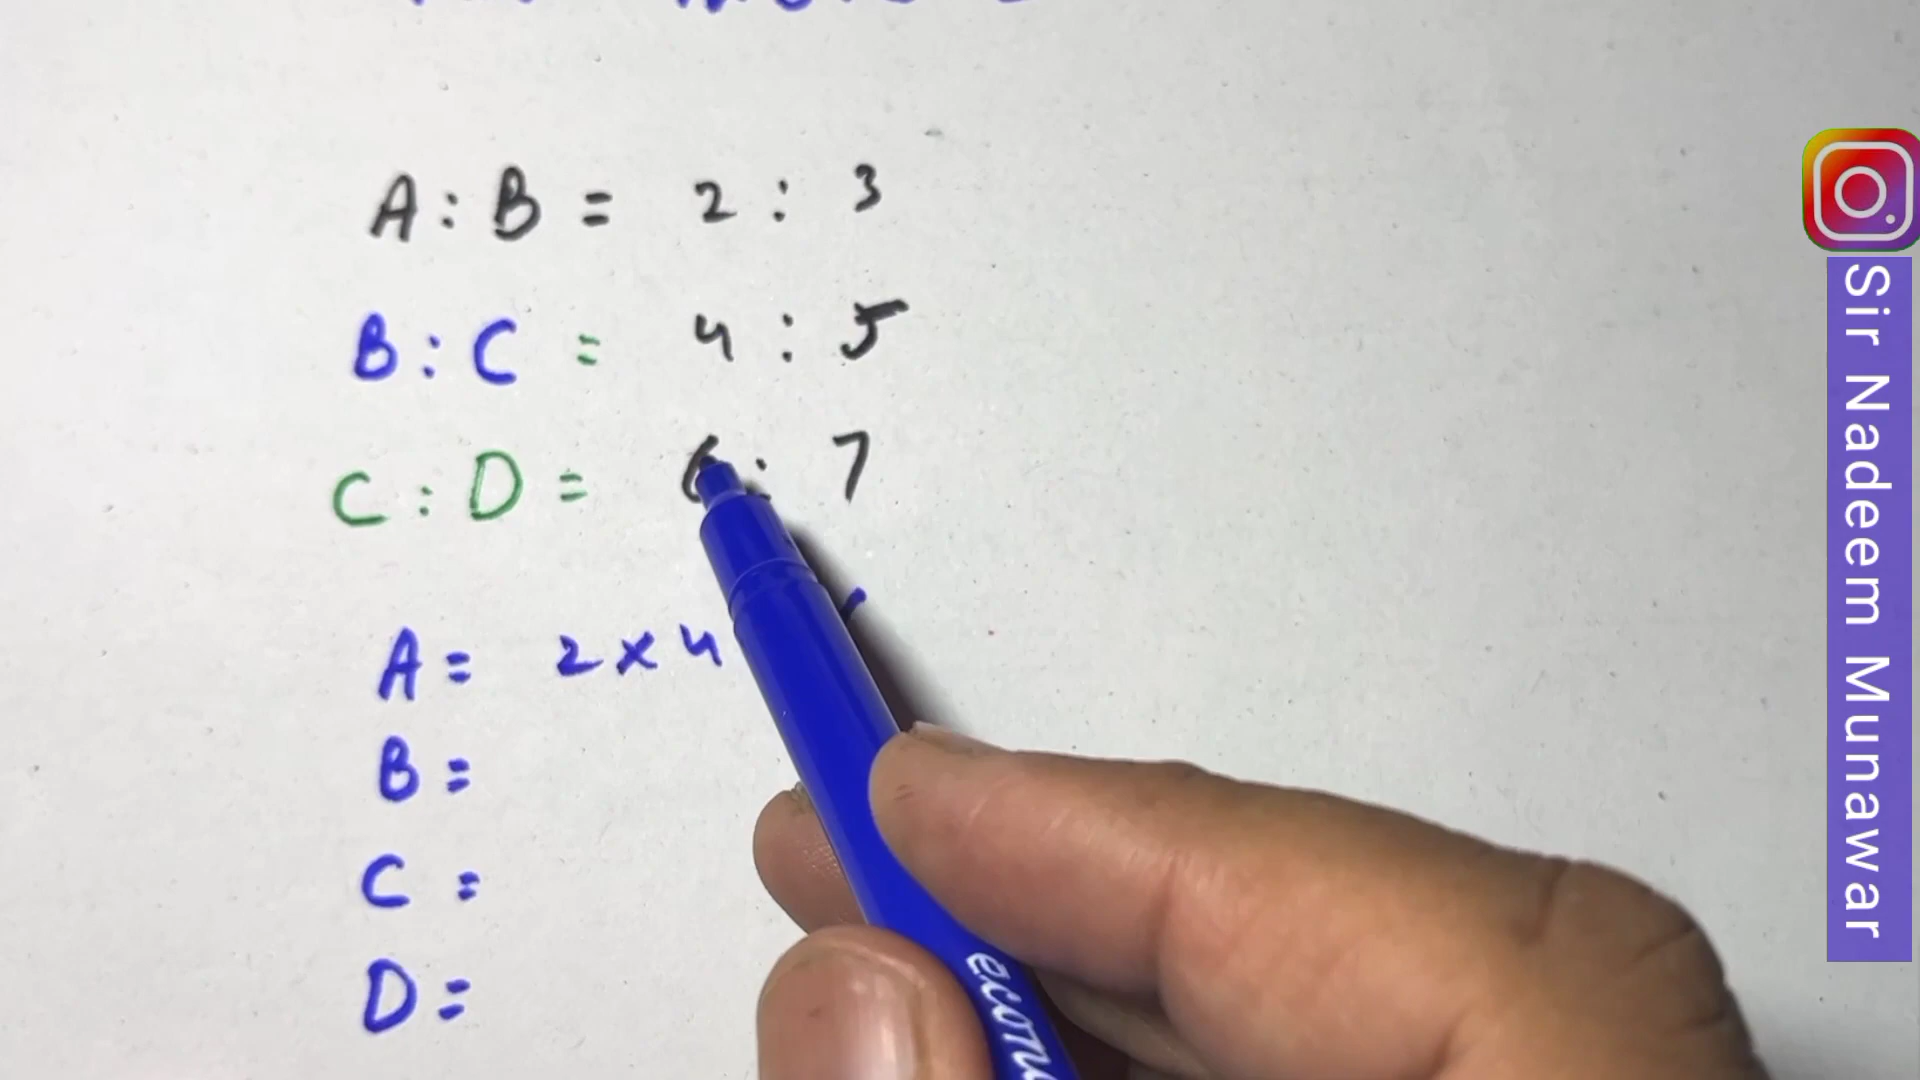 A : B = 2 : 3
B : C = 4 : 5
C : D = 6 : 7
A = 2 × 4
B =
C =
D =
Sir Nadeem Munawar